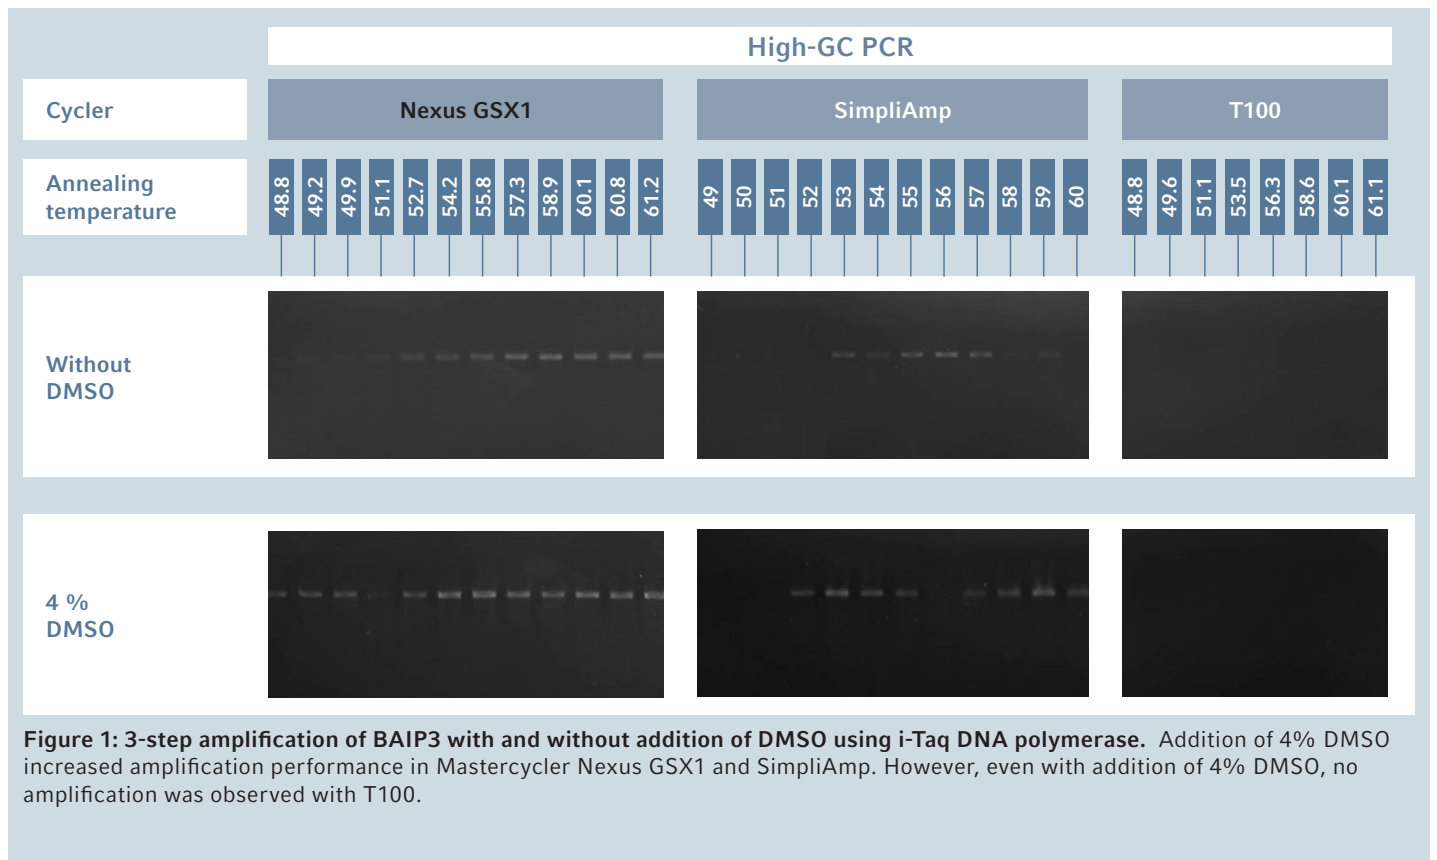 High-GC PCR
Cycler
Nexus GSX1
SimpliAmp
T100
Annealing
temperature
48.8 49.2 49.9 51.1 52.7 54.2 55.8 57.3 58.9 60.1 60.8 61.2
49 50 51 52 53 54 55 56 57 58 59 60
48.8 49.6 51.1 53.5 56.3 58.6 60.1 61.1
Without
DMSO
4 %
DMSO
Figure 1: 3-step amplification of BAIP3 with and without addition of DMSO using i-Taq DNA polymerase. Addition of 4% DMSO
increased amplification performance in Mastercycler Nexus GSX1 and SimpliAmp. However, even with addition of 4% DMSO, no
amplification was observed with T100.